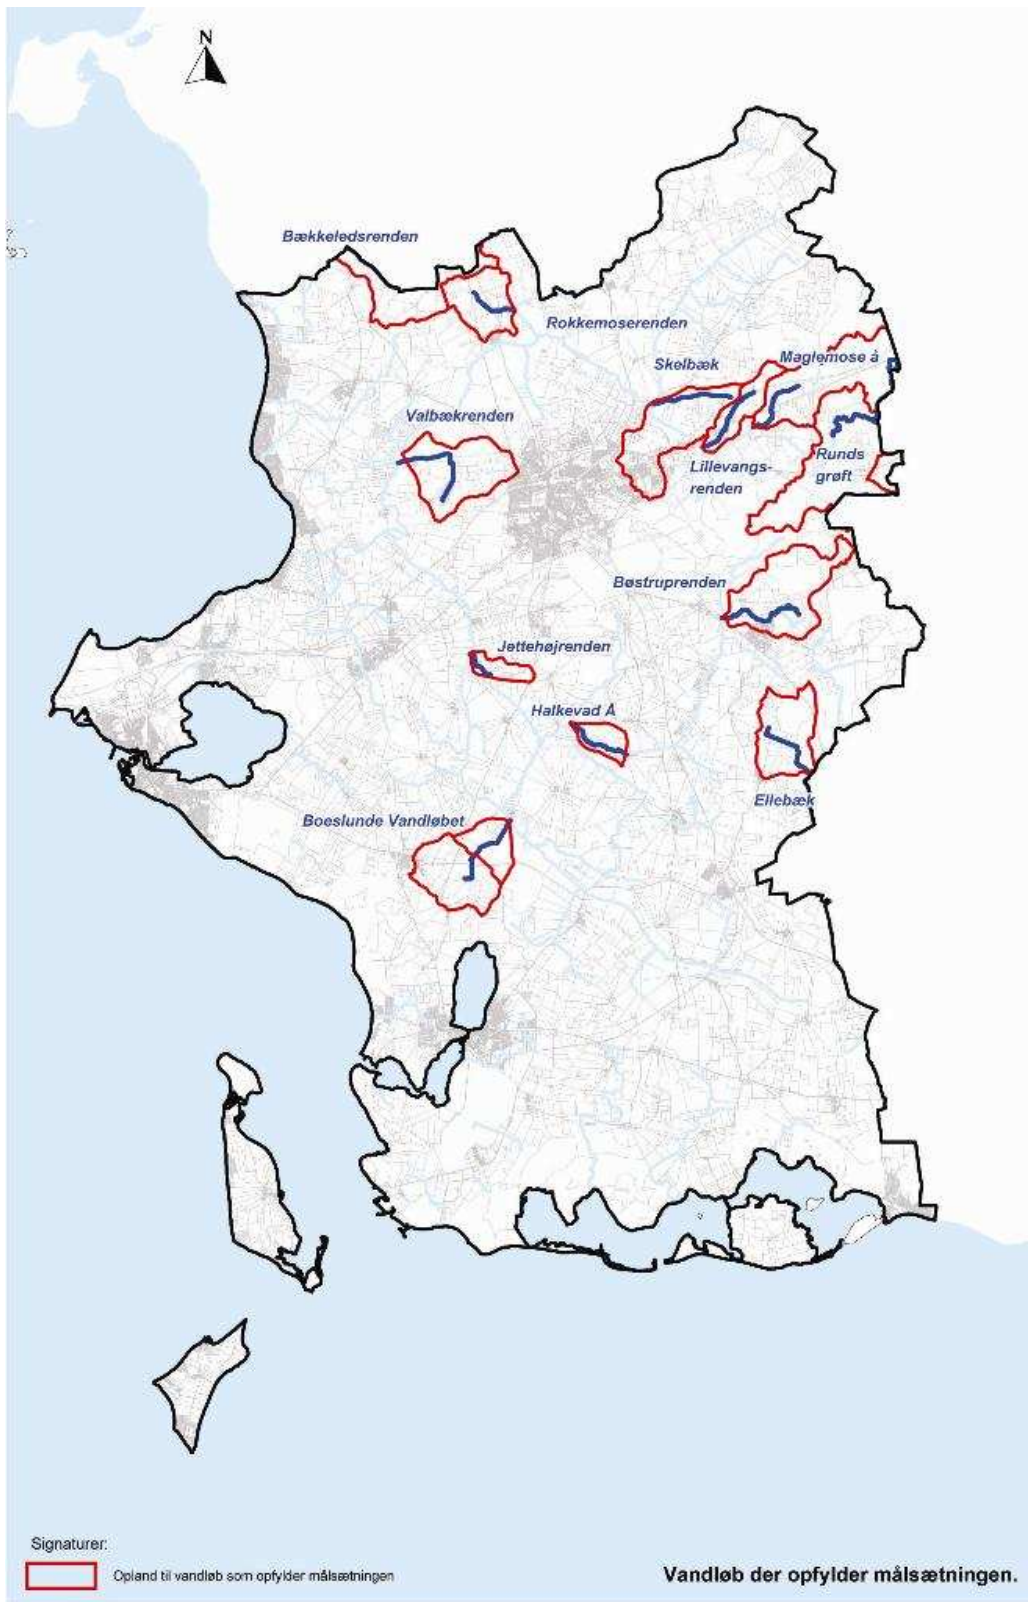 N
Bækkeledsrenden
Rokkemoserenden
Skelbæk
Maglemose å
Valbækrenden
Lillevangs-
renden
Runds
grøft
Bøstruprenden
Jettehøjrenden
Halkevad Å
Ellebæk
Boeslunde Vandløbet
Signaturer:
Opland til vandløb som opfylder målsætningen
Vandløb der opfylder målsætningen.